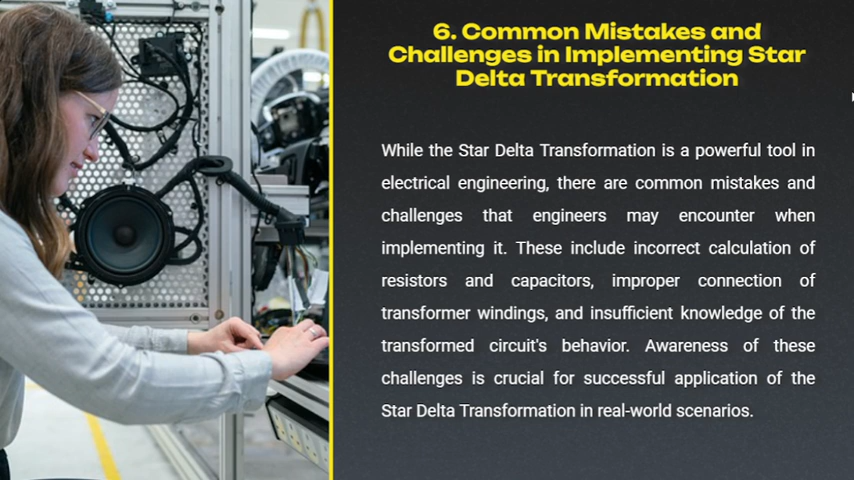 6. Common Mistakes and
Challenges in Implementing Star
Delta Transformation
While the Star Delta Transformation is a powerful tool in
electrical engineering, there are common mistakes and
challenges that engineers may encounter when
implementing it. These include incorrect calculation of
resistors and capacitors, improper connection of
transformer windings, and insufficient knowledge of the
transformed circuit's behavior. Awareness of these
challenges is crucial for successful application of the
Star Delta Transformation in real-world scenarios.